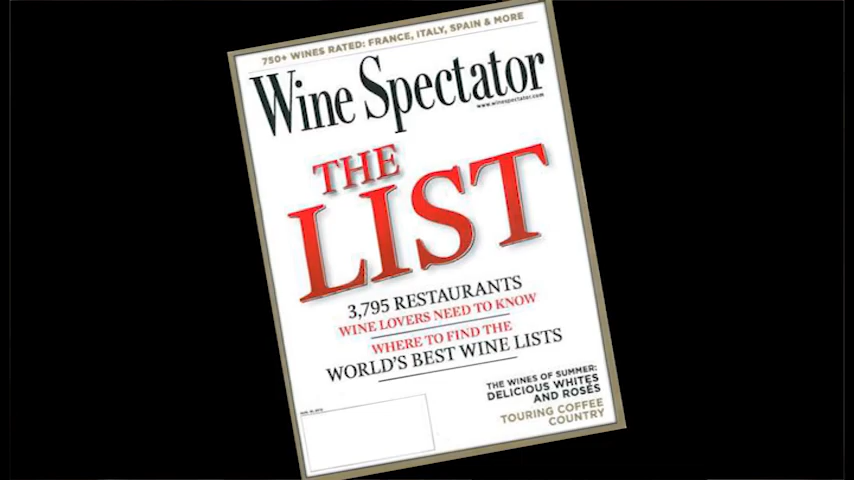 750+ WINES RATED: FRANCE, ITALY, SPAIN & MORE
Wine Spectator
www.winespectator.com
THE
LIST
3,795 RESTAURANTS
WINE LOVERS NEED TO KNOW
WHERE TO FIND THE
WORLD'S BEST WINE LISTS
THE WINES OF SUMMER:
DELICIOUS WHITES
AND ROSÉS
TOURING COFFEE
COUNTRY